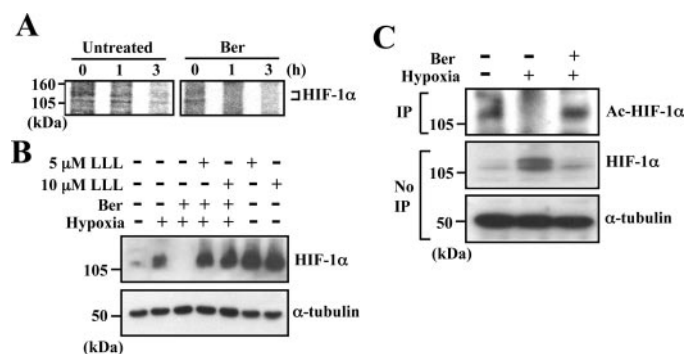 A
Untreated Ber
0 1 3 0 1 3 (h)
160
105
HIF-1α
(kDa)
B
5 μM LLL - - - + - + -
10 μM LLL - - - - + - +
Ber - - + + + - -
Hypoxia - + + + + - -
105
HIF-1α
50
α-tubulin
(kDa)
C
Ber - - +
Hypoxia - + +
IP
105
Ac-HIF-1α
No
IP
105
HIF-1α
50
α-tubulin
(kDa)